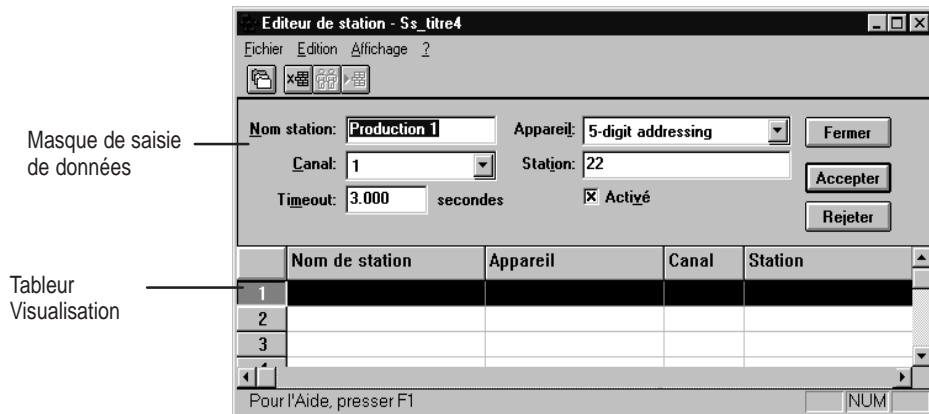 Editeur de station - Ss_titre4
Fichier Edition Affichage ?
Masque de saisie
de données
Nom station: Production 1 Appareil: 5-digit addressing Fermer
Canal: 1 Station: 22 Accepter
Timeout: 3.000 secondes Activé Rejeter
Nom de station Appareil Canal Station
Tableur
Visualisation
1
2
3
Pour l'Aide, presser F1 NUM